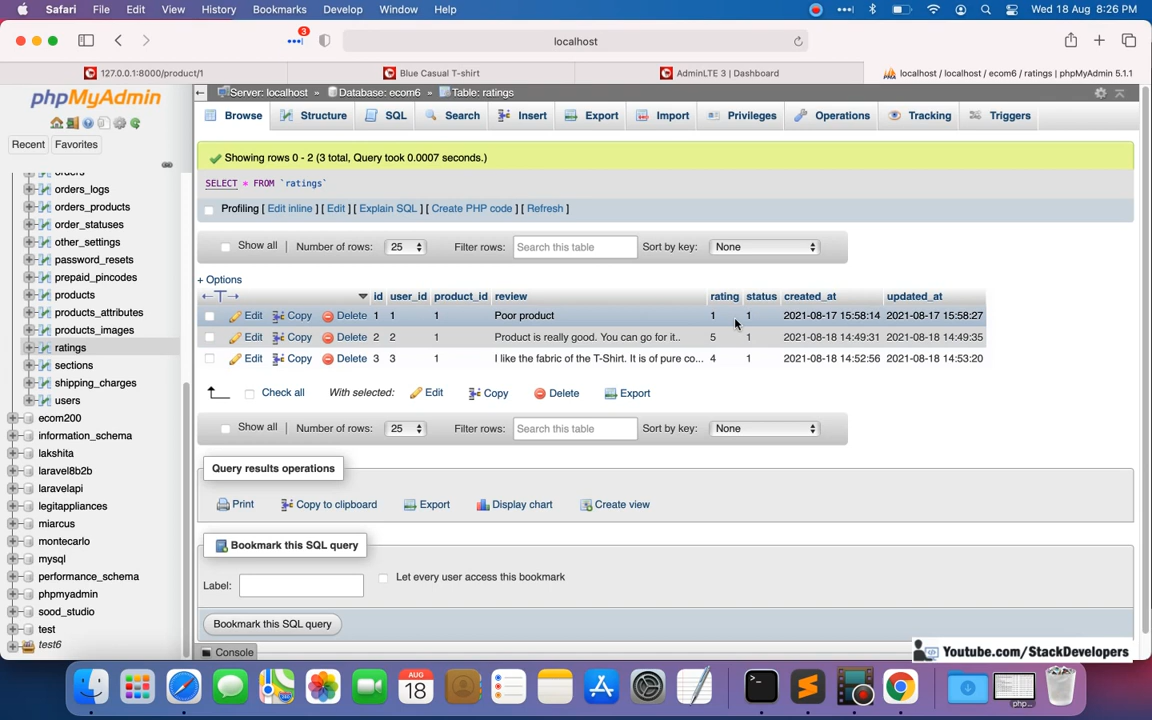 Safari File Edit View History Bookmarks Develop Window Help Wed 18 Aug 8:26 PM
3
localhost
127.0.0.1:8000/product/1 Blue Casual T-shirt AdminLTE 3 | Dashboard localhost / localhost / ecom6 / ratings | phpMyAdmin 5.1.1
phpMyAdmin
Recent Favorites
orders
orders_logs
orders_products
order_statuses
other_settings
password_resets
prepaid_pincodes
products
products_attributes
products_images
ratings
sections
shipping_charges
users
ecom200
information_schema
lakshita
laravel8b2b
laravelapi
legitappliances
miarcus
montecarlo
mysql
performance_schema
phpmyadmin
sood_studio
test
test6
Server: localhost » Database: ecom6 » Table: ratings
Browse Structure SQL Search Insert Export Import Privileges Operations Tracking Triggers
Showing rows 0 - 2 (3 total, Query took 0.0007 seconds.)
SELECT * FROM `ratings`
Profiling [ Edit inline ] [ Edit ] [ Explain SQL ] [ Create PHP code ] [ Refresh ]
Show all | Number of rows: 25 Filter rows: Search this table Sort by key: None
+ Options
←T→ id user_id product_id review rating status created_at updated_at
Edit Copy Delete 1 1 1 Poor product 1 1 2021-08-17 15:58:14 2021-08-17 15:58:27
Edit Copy Delete 2 2 1 Product is really good. You can go for it.. 5 1 2021-08-18 14:49:31 2021-08-18 14:49:35
Edit Copy Delete 3 3 1 I like the fabric of the T-Shirt. It is of pure co... 4 1 2021-08-18 14:52:56 2021-08-18 14:53:20
Check all With selected: Edit Copy Delete Export
Show all | Number of rows: 25 Filter rows: Search this table Sort by key: None
Query results operations
Print Copy to clipboard Export Display chart Create view
Bookmark this SQL query
Label: Let every user access this bookmark
Bookmark this SQL query
Console
Youtube.com/StackDevelopers
AUG
18
php...